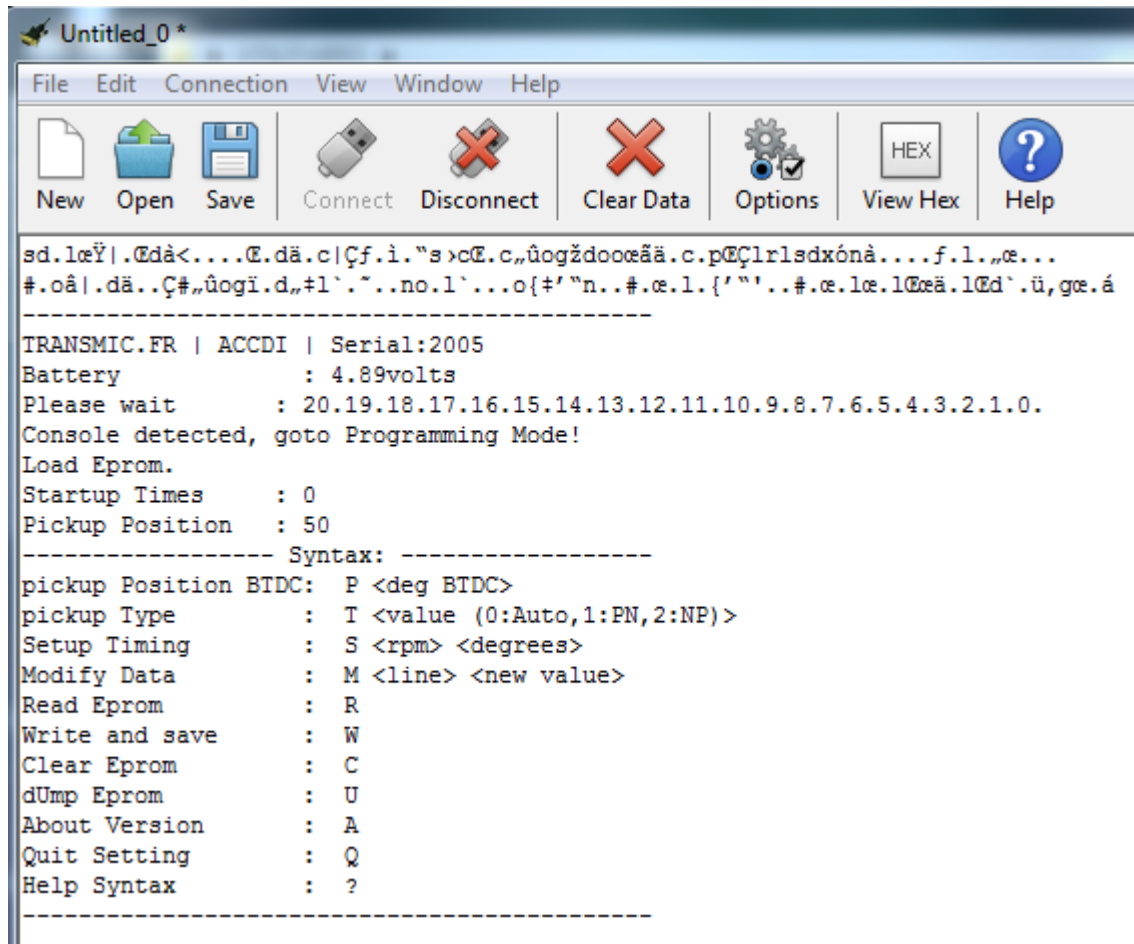 Untitled_0 *
File Edit Connection View Window Help
HEX
New Open Save Connect Disconnect Clear Data Options View Hex Help
------------------------------------------
TRANSMIC.FR | ACCDI | Serial:2005
Battery : 4.89volts
Please wait : 20.19.18.17.16.15.14.13.12.11.10.9.8.7.6.5.4.3.2.1.0.
Console detected, goto Programming Mode!
Load Eprom.
Startup Times : 0
Pickup Position : 50
----------------- Syntax: -----------------
pickup Position BTDC: P <deg BTDC>
pickup Type : T <value (0:Auto,1:PN,2:NP)>
Setup Timing : S <rpm> <degrees>
Modify Data : M <line> <new value>
Read Eprom : R
Write and save : W
Clear Eprom : C
dUmp Eprom : U
About Version : A
Quit Setting : Q
Help Syntax : ?
------------------------------------------